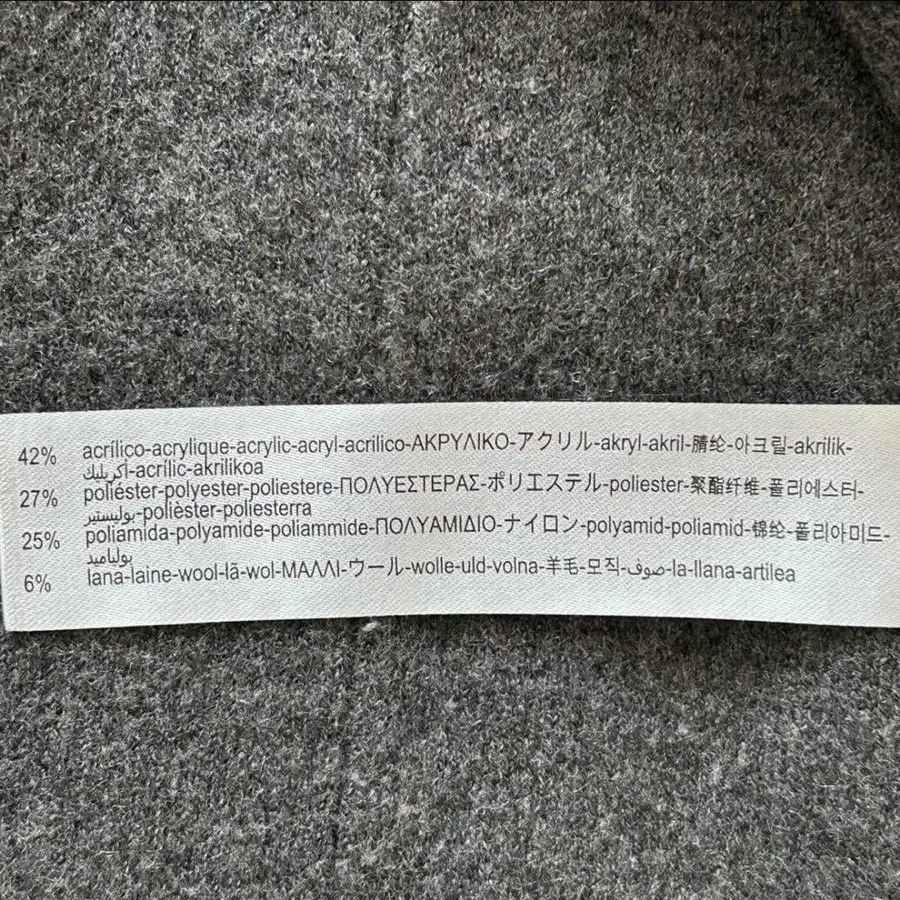 42% acrílico-acrylique-acrylic-acryl-acrilico-ΑΚΡΥΛΙΚΟ-アクリル-akryl-akril-腈纶-아크릴-akrilik-
اكريليك-acrílic-akrilikoa
27% poliéster-polyester-poliestere-ΠΟΛΥΕΣΤΕΡΑΣ-ポリエステル-poliester-聚酯纤维-폴리에스터-
بوليستير-polièster-poliesterra
25% poliamida-polyamide-poliammide-ΠΟΛΥΑΜΙΔΙΟ-ナイロン-polyamid-poliamid-锦纶-폴리아미드-
بولياميد
6% lana-laine-wool-lã-wol-ΜΑΛΛΙ-ウール-wolle-uld-volna-羊毛-모직-صوف-la-llana-artilea